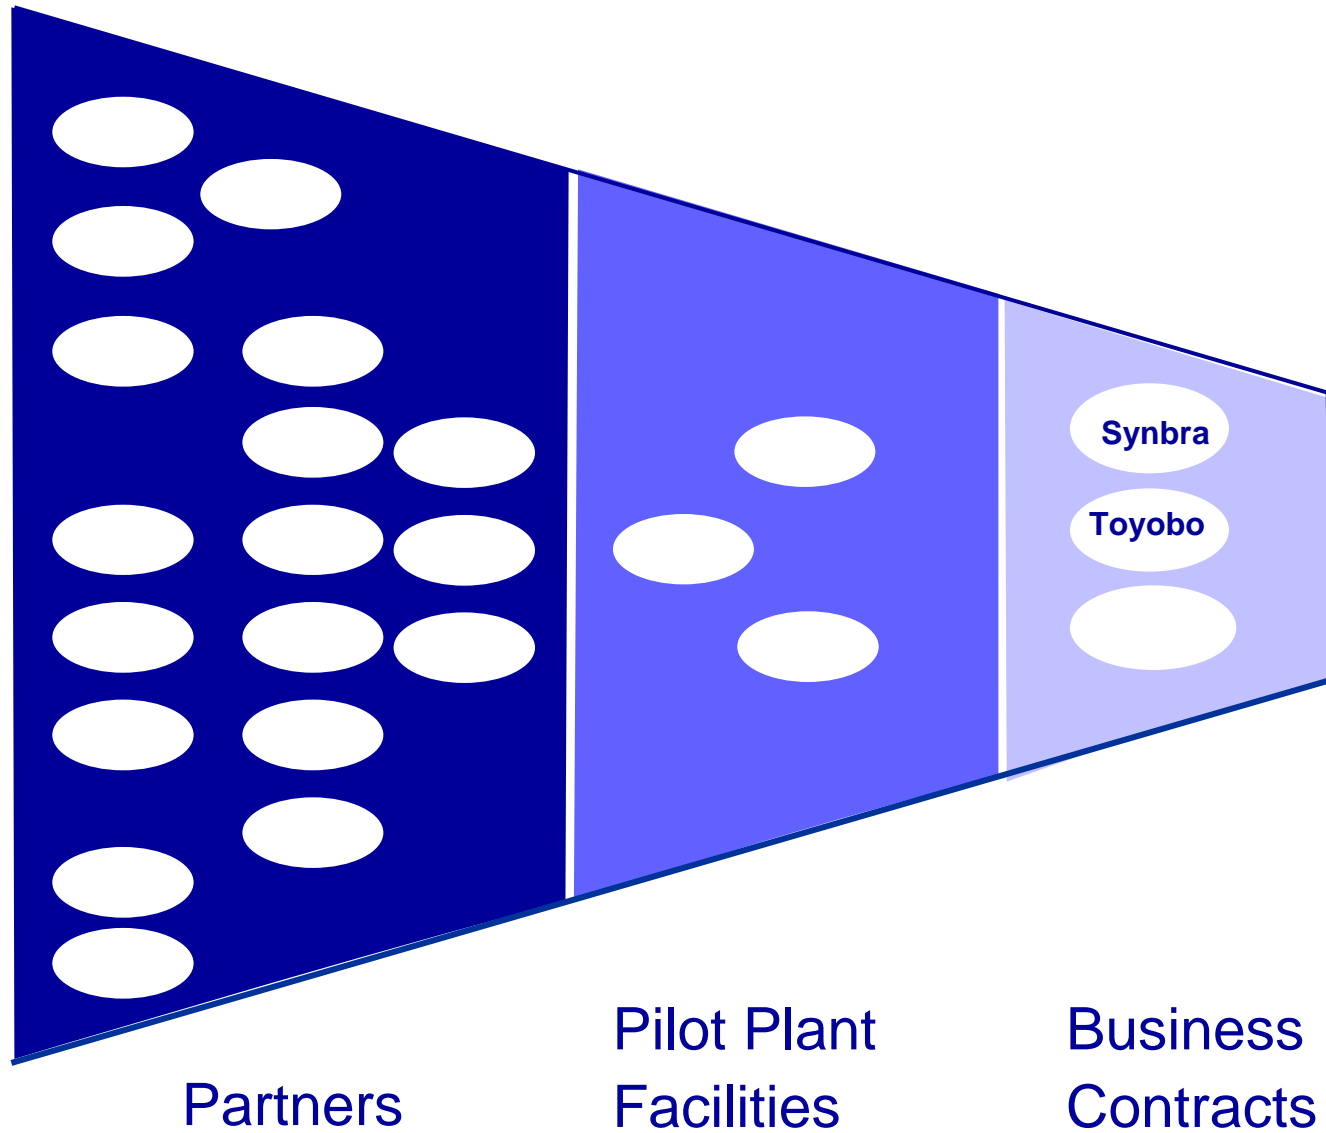 Synbra
Toyobo
Partners
Pilot Plant
Facilities
Business
Contracts